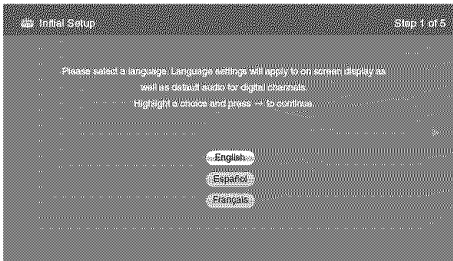 Initial Setup
Step 1 of 5
Please select a language. Language settings will apply to on screen display as
well as default audio for digital channels.
Highlight a choice and press → to continue.
English
Español
Français